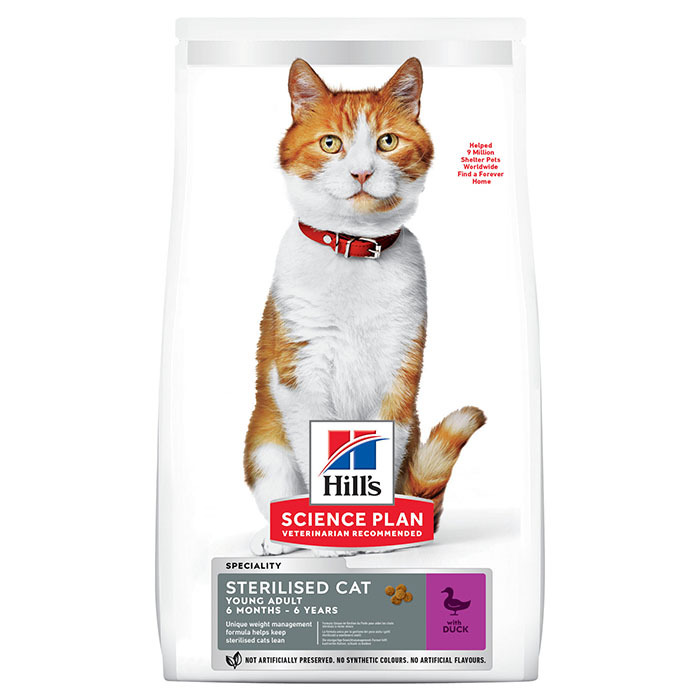 Helped
9 Million
Shelter Pets
Worldwide
Find a Forever
Home
Hill's
SCIENCE PLAN
VETERINARIAN RECOMMENDED
SPECIALITY
STERILISED CAT
YOUNG ADULT
6 MONTHS - 6 YEARS
Unique weight management
formula helps keep
sterilised cats lean
with
DUCK
NOT ARTIFICIALLY PRESERVED. NO SYNTHETIC COLOURS. NO ARTIFICIAL FLAVOURS.